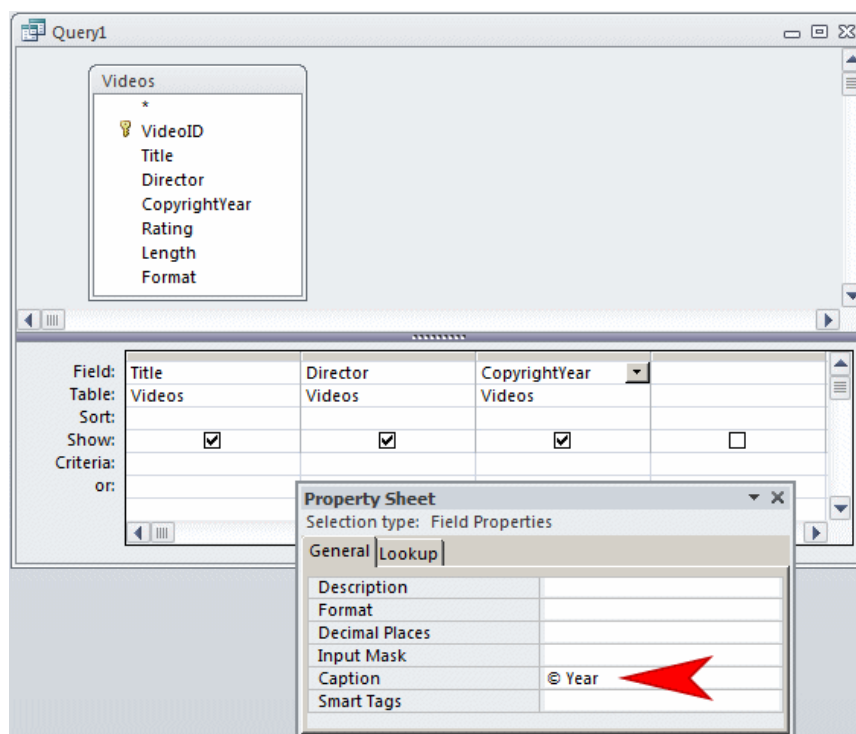 Query1
Videos
*
VideoID
Title
Director
CopyrightYear
Rating
Length
Format
Field: Title Director CopyrightYear
Table: Videos Videos Videos
Sort:
Show:
Criteria:
or:
Property Sheet
Selection type: Field Properties
General Lookup
Description
Format
Decimal Places
Input Mask
Caption © Year
Smart Tags